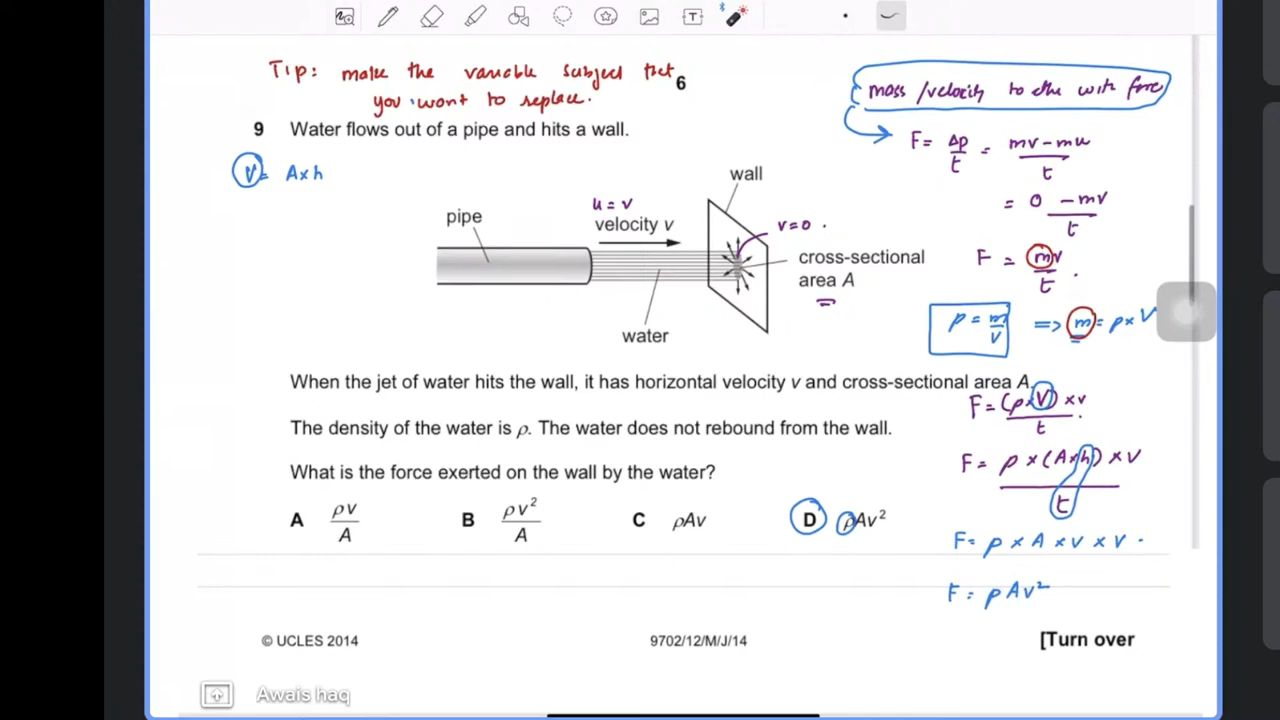 Tip: make the variable subject that
you want to replace.
6
mass/velocity to the with force
9 Water flows out of a pipe and hits a wall.
F = Δp/t = (mv - mu)/t
V = A×h
= 0 - mv/t
wall
pipe
u = v
velocity v
v = 0
cross-sectional
area A
F = mv/t
water
ρ = m/V => m = ρ×V
When the jet of water hits the wall, it has horizontal velocity v and cross-sectional area A.
F = (ρ×V)×v/t
The density of the water is ρ. The water does not rebound from the wall.
F = ρ×(A×h)×v/t
What is the force exerted on the wall by the water?
A ρv/A B ρv²/A C ρAv D ρAv²
F = ρ × A × v × v
F = ρAv²
© UCLES 2014 9702/12/M/J/14 [Turn over
Awais haq